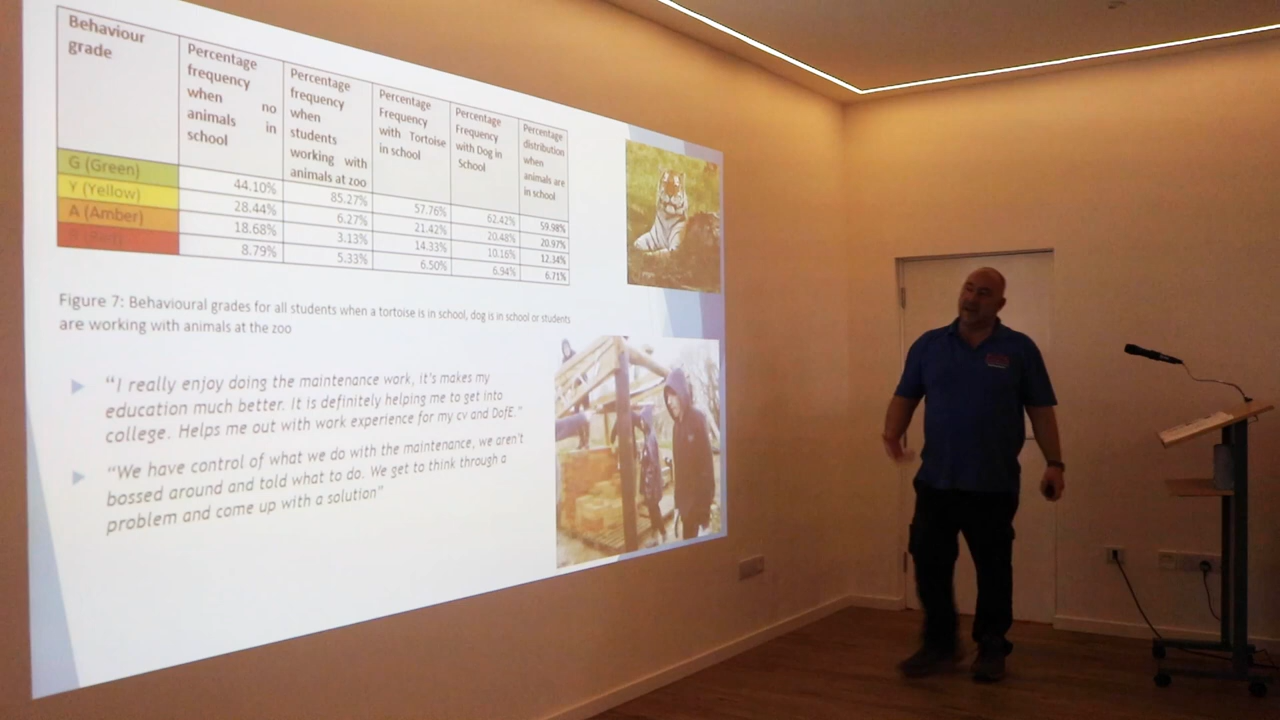 Behaviour
grade
Percentage
frequency
when no
animals in
school
Percentage
frequency
when
students
working with
animals at zoo
Percentage
Frequency
with Tortoise
in school
Percentage
Frequency
with Dog in
School
Percentage
distribution
when
animals are
in school
G (Green) 44.10% 85.27% 57.76% 62.42% 59.98%
Y (Yellow) 28.44% 6.27% 21.42% 20.48% 20.97%
A (Amber) 18.68% 3.13% 14.33% 10.16% 12.34%
R (Red) 8.79% 5.33% 6.50% 6.94% 6.71%
Figure 7: Behavioural grades for all students when a tortoise is in school, dog is in school or students
are working with animals at the zoo
"I really enjoy doing the maintenance work, it's makes my
education much better. It is definitely helping me to get into
college. Helps me out with work experience for my cv and DofE."
"We have control of what we do with the maintenance, we aren't
bossed around and told what to do. We get to think through a
problem and come up with a solution"